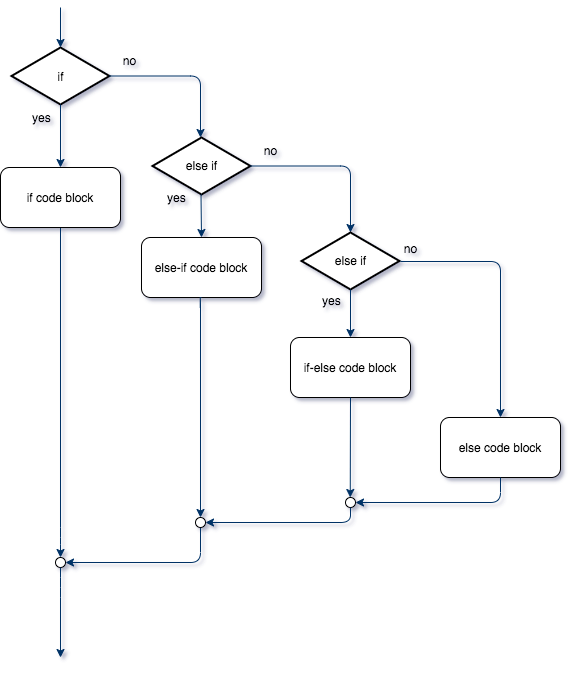 if
no
yes
if code block
else if
no
yes
else-if code block
else if
no
yes
if-else code block
else code block